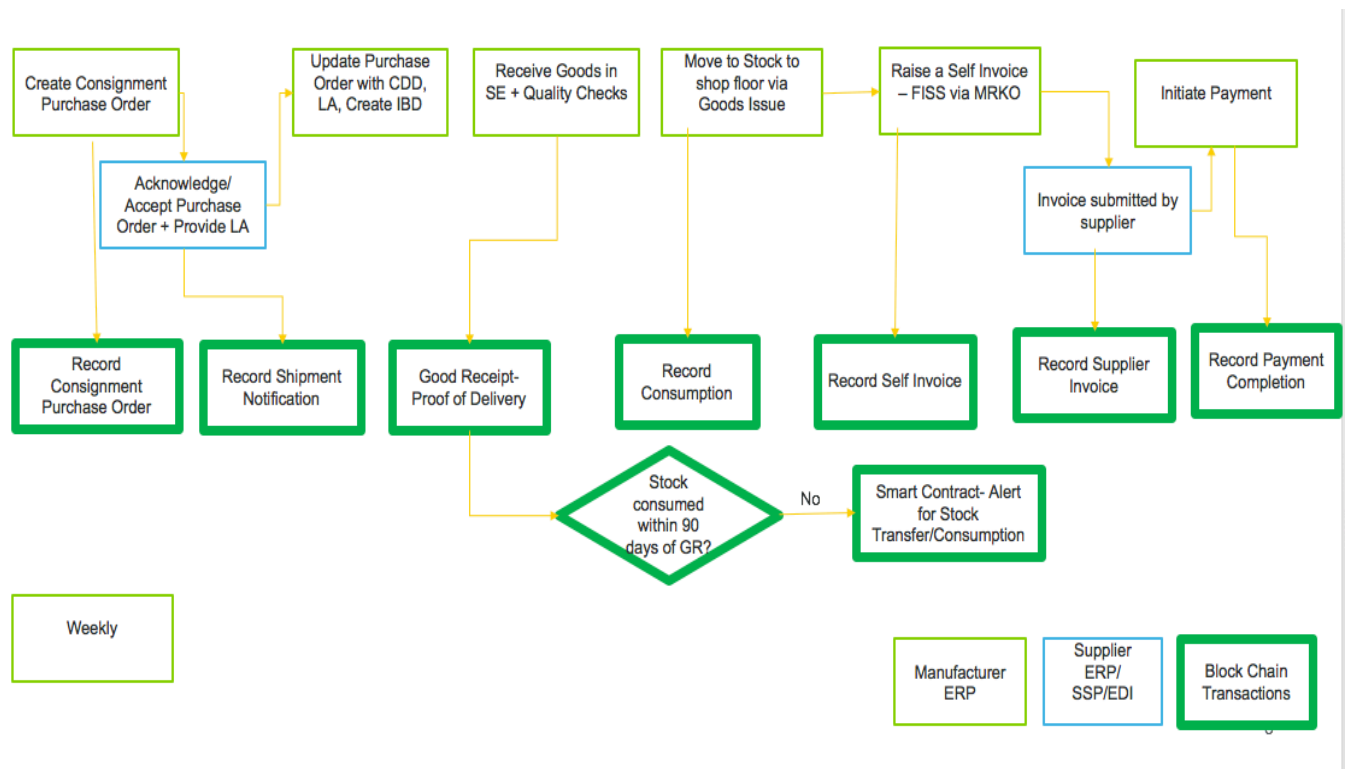 Create Consignment
Purchase Order
Update Purchase
Order with CDD,
LA, Create IBD
Receive Goods in
SE + Quality Checks
Move to Stock to
shop floor via
Goods Issue
Raise a Self Invoice
– FISS via MRKO
Initiate Payment
Acknowledge/
Accept Purchase
Order + Provide LA
Invoice submitted by
supplier
Record
Consignment
Purchase Order
Record Shipment
Notification
Good Receipt-
Proof of Delivery
Record
Consumption
Record Self Invoice
Record Supplier
Invoice
Record Payment
Completion
Stock
consumed
within 90
days of GR?
No
Smart Contract- Alert
for Stock
Transfer/Consumption
Weekly
Manufacturer
ERP
Supplier
ERP/
SSP/EDI
Block Chain
Transactions